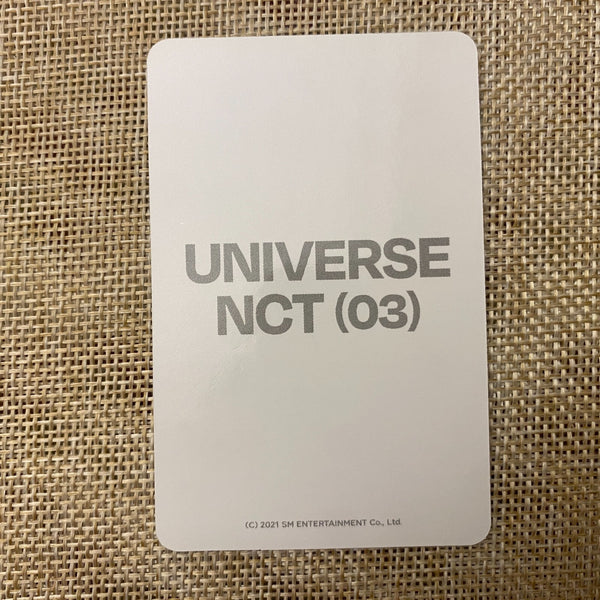 UNIVERSE
NCT (03)
(C) 2021 SM ENTERTAINMENT Co., Ltd.